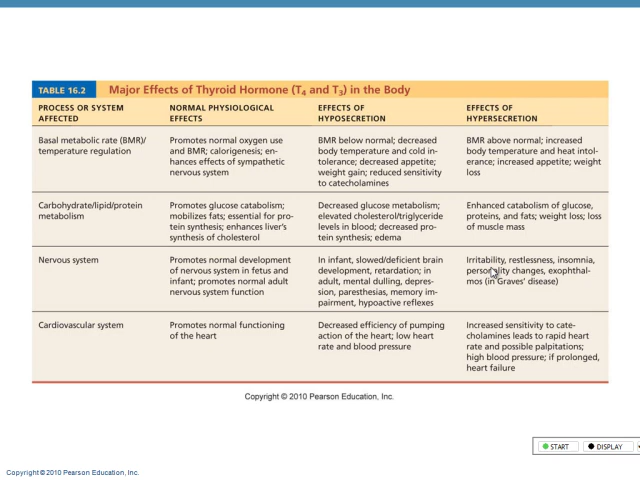 TABLE 16.2 Major Effects of Thyroid Hormone (T4 and T3) in the Body
PROCESS OR SYSTEM
AFFECTED
NORMAL PHYSIOLOGICAL
EFFECTS
EFFECTS OF
HYPOSECRETION
EFFECTS OF
HYPERSECRETION
Basal metabolic rate (BMR)/
temperature regulation
Promotes normal oxygen use
and BMR; calorigenesis; en-
hances effects of sympathetic
nervous system
BMR below normal; decreased
body temperature and cold in-
tolerance; decreased appetite;
weight gain; reduced sensitivity
to catecholamines
BMR above normal; increased
body temperature and heat intol-
erance; increased appetite; weight
loss
Carbohydrate/lipid/protein
metabolism
Promotes glucose catabolism;
mobilizes fats; essential for pro-
tein synthesis; enhances liver's
synthesis of cholesterol
Decreased glucose metabolism;
elevated cholesterol/triglyceride
levels in blood; decreased pro-
tein synthesis; edema
Enhanced catabolism of glucose,
proteins, and fats; weight loss; loss
of muscle mass
Nervous system
Promotes normal development
of nervous system in fetus and
infant; promotes normal adult
nervous system function
In infant, slowed/deficient brain
development, retardation; in
adult, mental dulling, depres-
sion, paresthesias, memory im-
pairment, hypoactive reflexes
Irritability, restlessness, insomnia,
personality changes, exophthal-
mos (in Graves' disease)
Cardiovascular system
Promotes normal functioning
of the heart
Decreased efficiency of pumping
action of the heart; low heart
rate and blood pressure
Increased sensitivity to cate-
cholamines leads to rapid heart
rate and possible palpitations;
high blood pressure; if prolonged,
heart failure
Copyright © 2010 Pearson Education, Inc.
START DISPLAY
Copyright © 2010 Pearson Education, Inc.